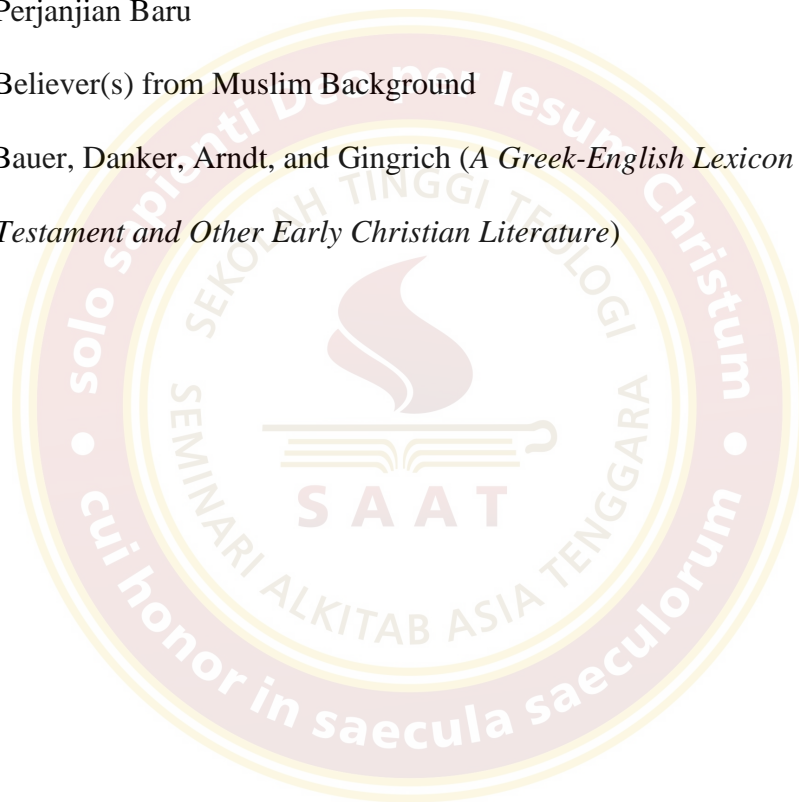 Perjanjian Baru
Believer(s) from Muslim Background
Bauer, Danker, Arndt, and Gingrich (A Greek-English Lexicon
Testament and Other Early Christian Literature)
solo sapienti Deo per Iesum Christum
SEKOLAH TINGGI TEOLOGI
SEMINARI ALKITAB ASIA TENGGARA
SAAT
cui honor in saecula saeculorum